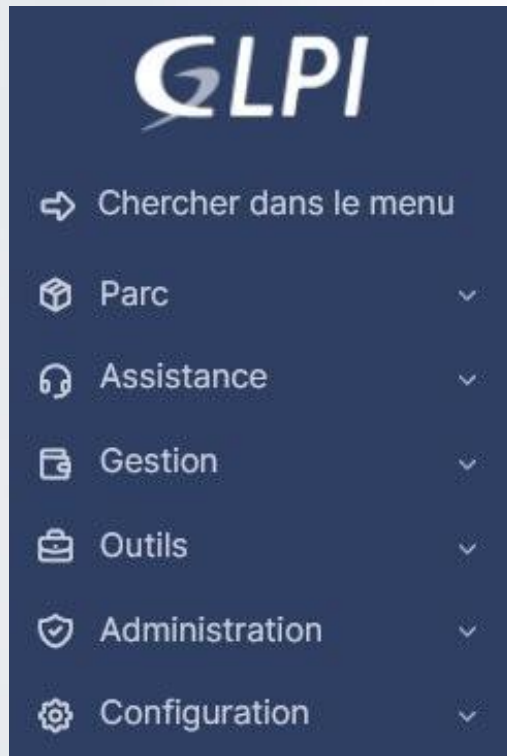 GLPI
Chercher dans le menu
Parc
Assistance
Gestion
Outils
Administration
Configuration